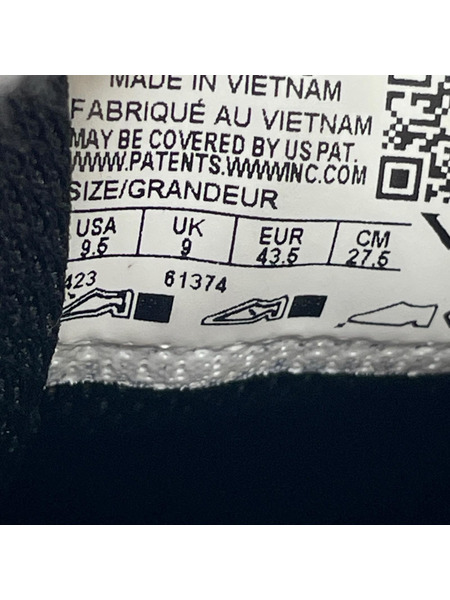 MADE IN VIETNAM
FABRIQUÉ AU VIETNAM
MAY BE COVERED BY US PAT.
WWW.PATENTS.WWWINC.COM
SIZE/GRANDEUR
USA UK EUR CM
9.5 9 43.5 27.5
423 61374